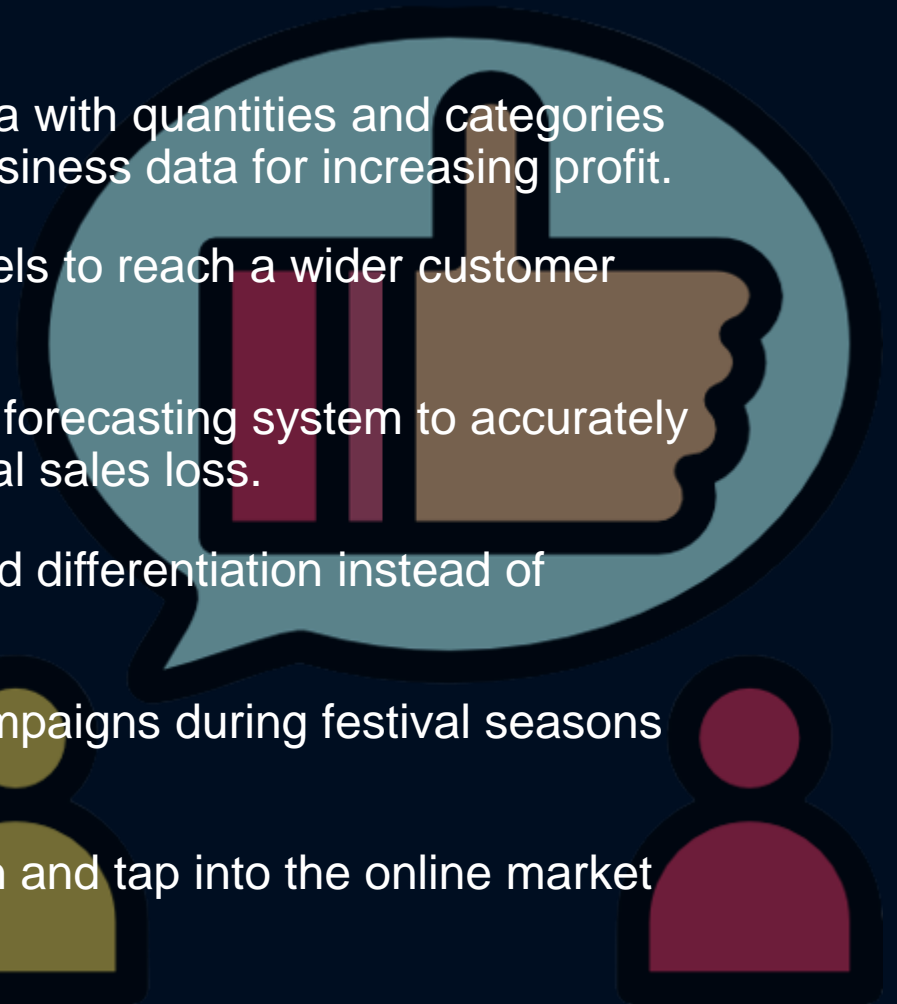 a with quantities and categories
siness data for increasing profit.
els to reach a wider customer
forecasting system to accurately
al sales loss.
d differentiation instead of
mpaigns during festival seasons
n and tap into the online market